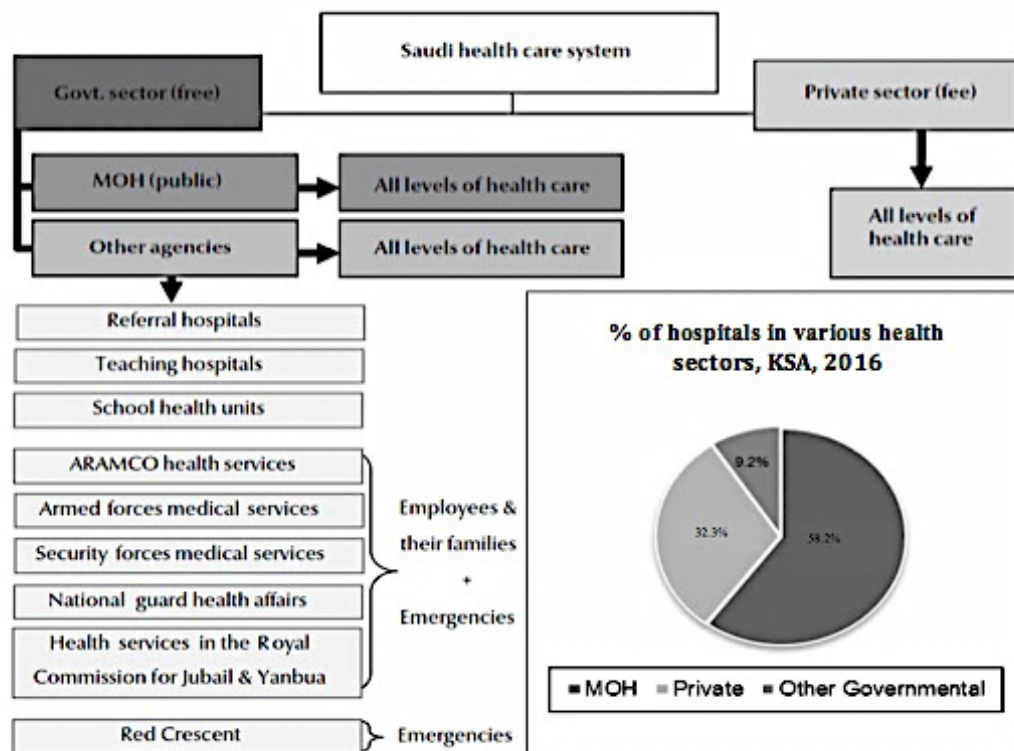 Saudi health care system
Govt. sector (free)
Private sector (fee)
MOH (public)
All levels of health care
Other agencies
All levels of health care
All levels of
health care
Referral hospitals
Teaching hospitals
School health units
ARAMCO health services
Armed forces medical services
Security forces medical services
National guard health affairs
Health services in the Royal
Commission for Jubail & Yanbua
Employees &
their families
+
Emergencies
Red Crescent
Emergencies
% of hospitals in various health
sectors, KSA, 2016
9.2%
32.3%
58.2%
MOH Private Other Governmental